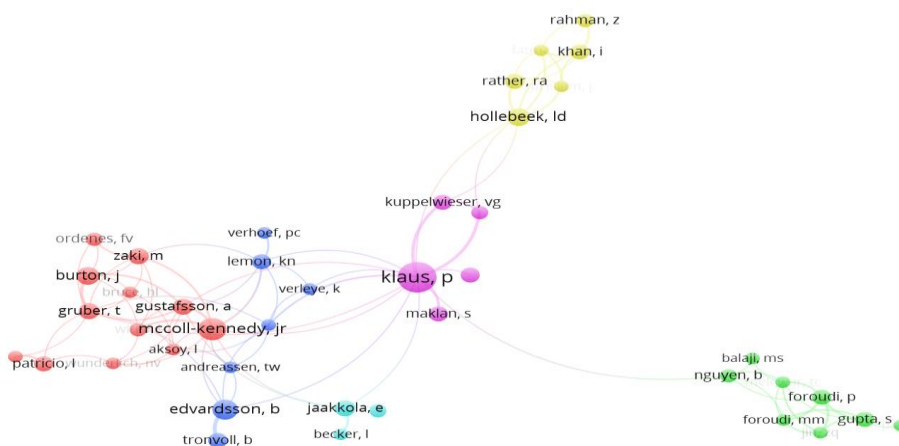 rahman, z
khan, i
rather, ra
hollebeek, ld
kuppelwieser, vg
verhoef, pc
ordenes, fv
zaki, m
lemon, kn
burton, j
klaus, p
verleye, k
gruber, t
gustafsson, a
maklan, s
mccoll-kennedy, jr
aksoy, l
patricio, l
andreassen, tw
balaji, ms
nguyen, b
foroudi, p
edvardsson, b
jaakkola, e
foroudi, mm
gupta, s
becker, l
tronvoll, b